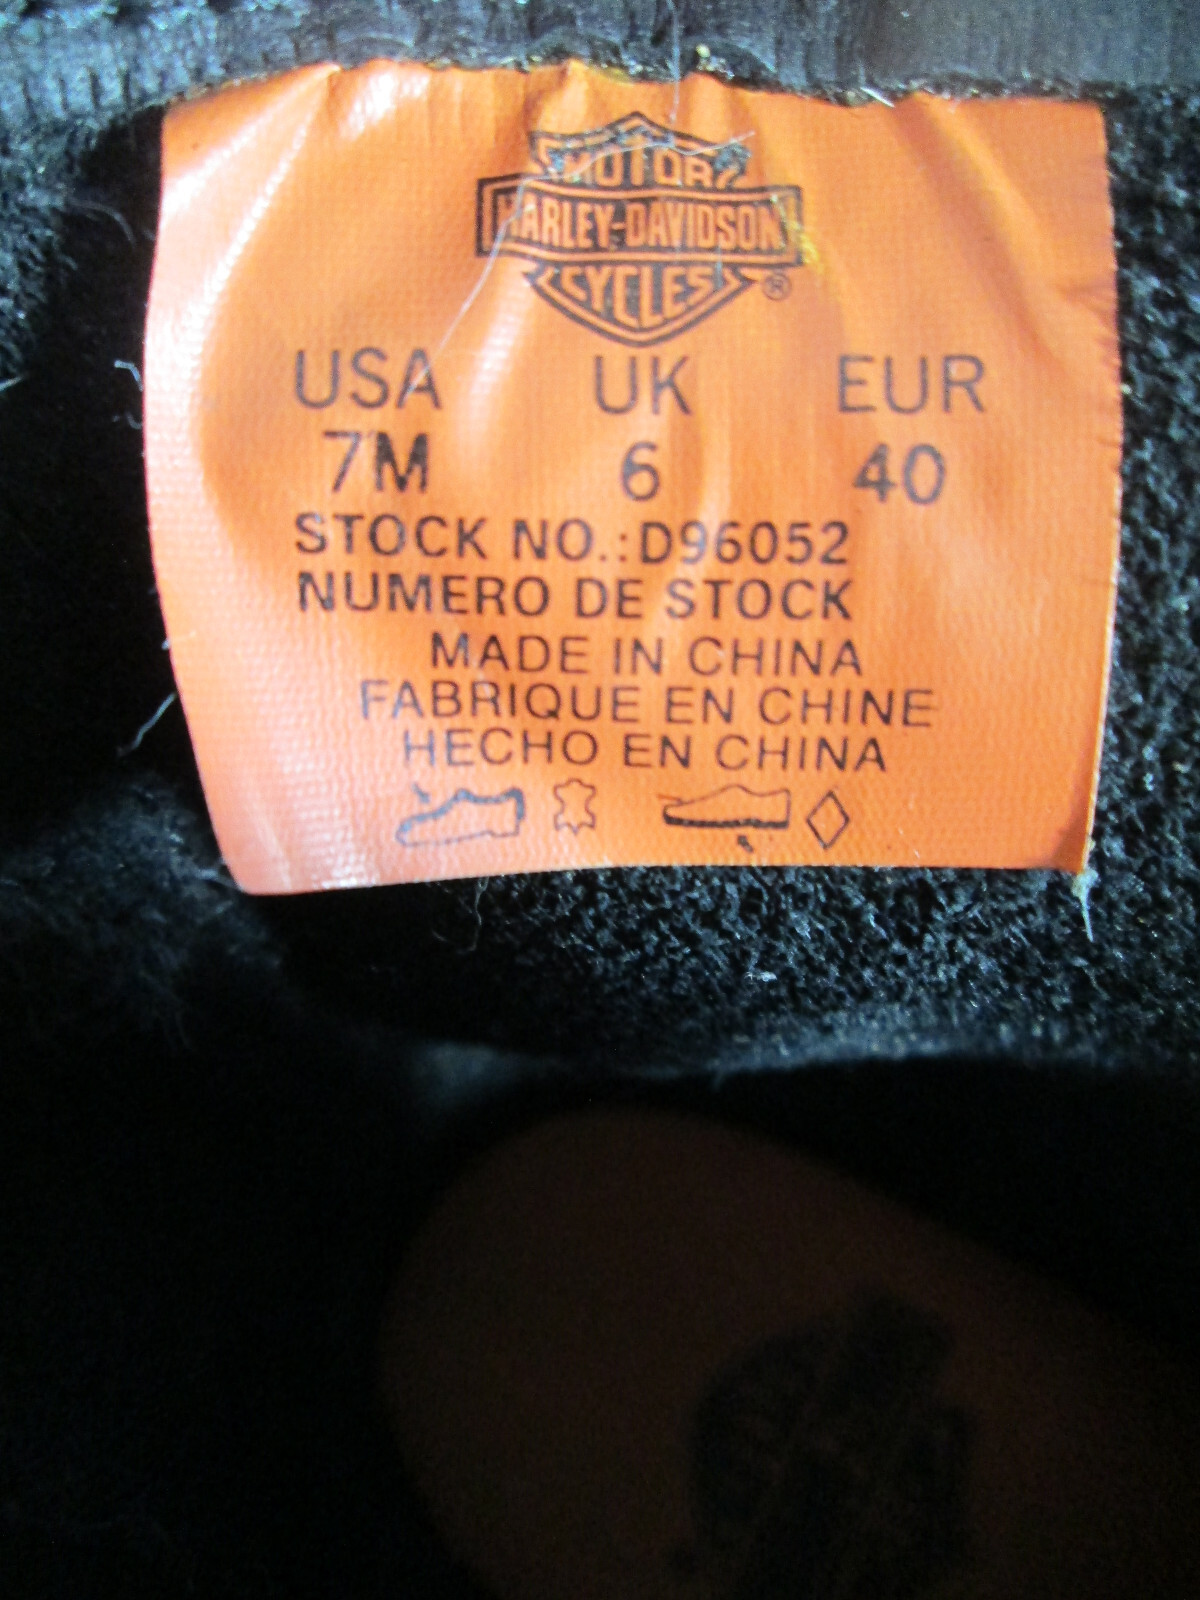 MOTOR
HARLEY-DAVIDSON
CYCLES ®
USA UK EUR
7M 6 40
STOCK NO.:D96052
NUMERO DE STOCK
MADE IN CHINA
FABRIQUE EN CHINE
HECHO EN CHINA